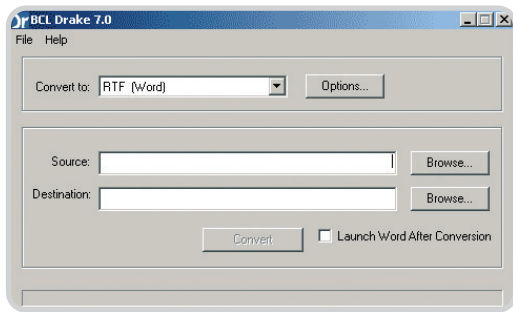 BCL Drake 7.0
File Help
Convert to: RTF (Word) Options...
Source: Browse...
Destination: Browse...
Convert Launch Word After Conversion